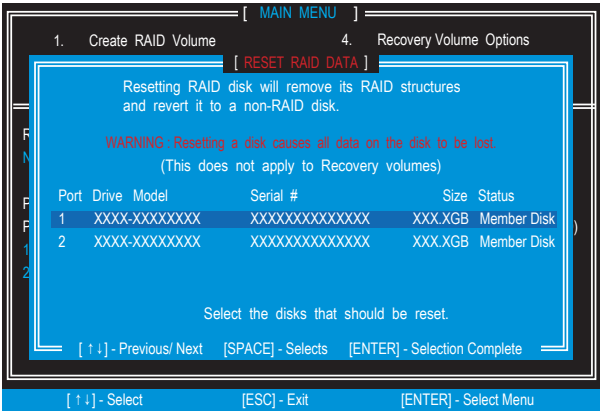 [ MAIN MENU ]
1. Create RAID Volume 4. Recovery Volume Options
[ RESET RAID DATA ]
Resetting RAID disk will remove its RAID structures
and revert it to a non-RAID disk.
WARNING : Resetting a disk causes all data on the disk to be lost.
(This does not apply to Recovery volumes)
Port Drive Model Serial # Size Status
1 XXXX-XXXXXXXX XXXXXXXXXXXXXX XXX.XGB Member Disk
2 XXXX-XXXXXXXX XXXXXXXXXXXXXX XXX.XGB Member Disk
Select the disks that should be reset.
[ ↑↓] - Previous/ Next [SPACE] - Selects [ENTER] - Selection Complete
[ ↑↓] - Select [ESC] - Exit [ENTER] - Select Menu